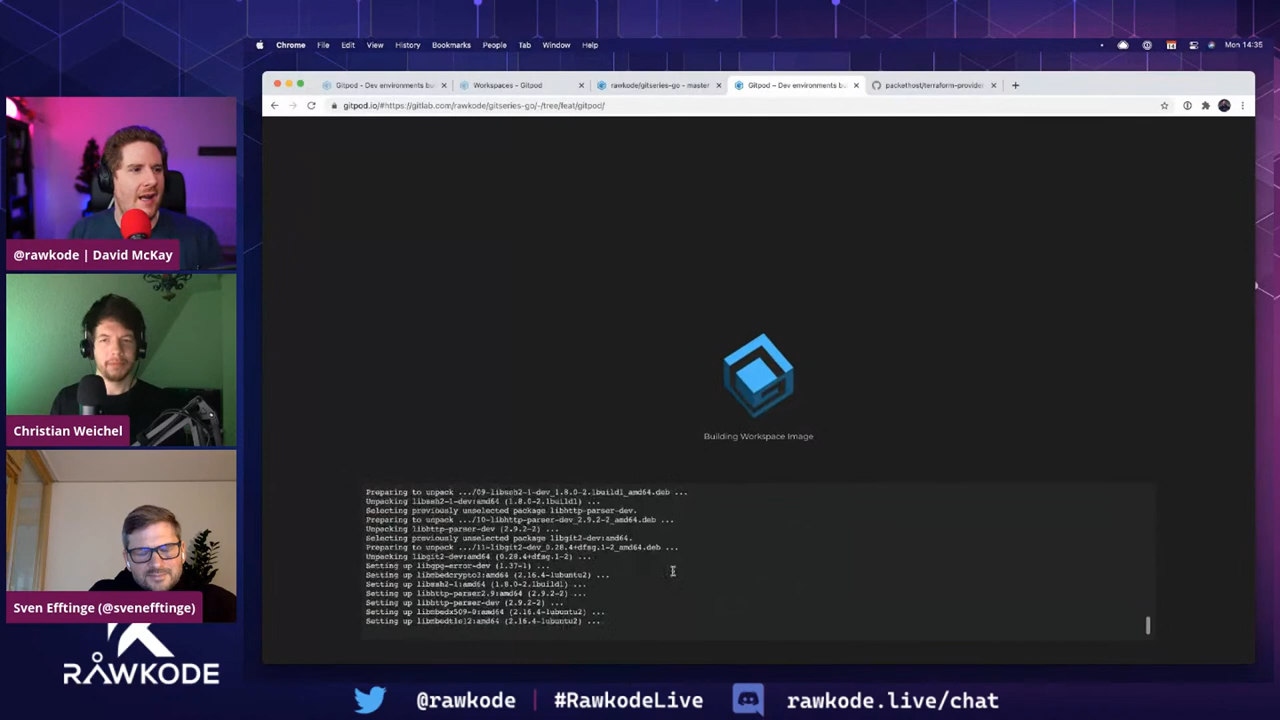 Chrome File Edit View History Bookmarks People Tab Window Help
Mon 14:35
Gitpod - Dev environments bu
Workspaces - Gitpod
rawkode/gitseries-go - master
Gitpod – Dev environments bu
packethost/terraform-provider
gitpod.io/#https://gitlab.com/rawkode/gitseries-go/-/tree/feat/gitpod/
@rawkode | David McKay
Christian Weichel
Sven Efftinge (@svenefftinge)
Building Workspace Image
Preparing to unpack .../09-libssh2-1-dev_1.8.0-2.1build1_amd64.deb ...
Unpacking libssh2-1-dev:amd64 (1.8.0-2.1build1) ...
Selecting previously unselected package libhttp-parser-dev.
Preparing to unpack .../10-libhttp-parser-dev_2.9.2-2_amd64.deb ...
Unpacking libhttp-parser-dev (2.9.2-2) ...
Selecting previously unselected package libgit2-dev:amd64.
Preparing to unpack .../11-libgit2-dev_0.28.4+dfsg.1-2_amd64.deb ...
Unpacking libgit2-dev:amd64 (0.28.4+dfsg.1-2) ...
Setting up libgpg-error-dev (1.37-1) ...
Setting up libmbedcrypto3:amd64 (2.16.4-1ubuntu2) ...
Setting up libssh2-1:amd64 (1.8.0-2.1build1) ...
Setting up libhttp-parser2.9:amd64 (2.9.2-2) ...
Setting up libhttp-parser-dev (2.9.2-2) ...
Setting up libmbedx509-0:amd64 (2.16.4-1ubuntu2) ...
Setting up libmbedtls12:amd64 (2.16.4-1ubuntu2) ...
RAWKODE
@rawkode | #RawkodeLive
rawkode.live/chat